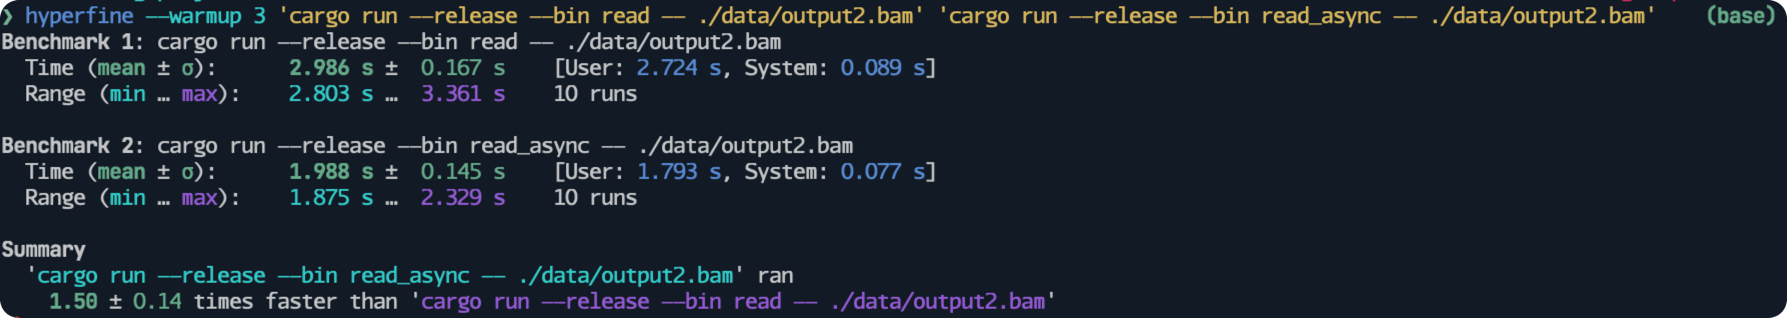 ❯ hyperfine --warmup 3 'cargo run --release --bin read -- ./data/output2.bam' 'cargo run --release --bin read_async -- ./data/output2.bam' (base)
Benchmark 1: cargo run --release --bin read -- ./data/output2.bam
  Time (mean ± σ):      2.986 s ±  0.167 s    [User: 2.724 s, System: 0.089 s]
  Range (min … max):    2.803 s …  3.361 s    10 runs

Benchmark 2: cargo run --release --bin read_async -- ./data/output2.bam
  Time (mean ± σ):      1.988 s ±  0.145 s    [User: 1.793 s, System: 0.077 s]
  Range (min … max):    1.875 s …  2.329 s    10 runs

Summary
  'cargo run --release --bin read_async -- ./data/output2.bam' ran
    1.50 ± 0.14 times faster than 'cargo run --release --bin read -- ./data/output2.bam'